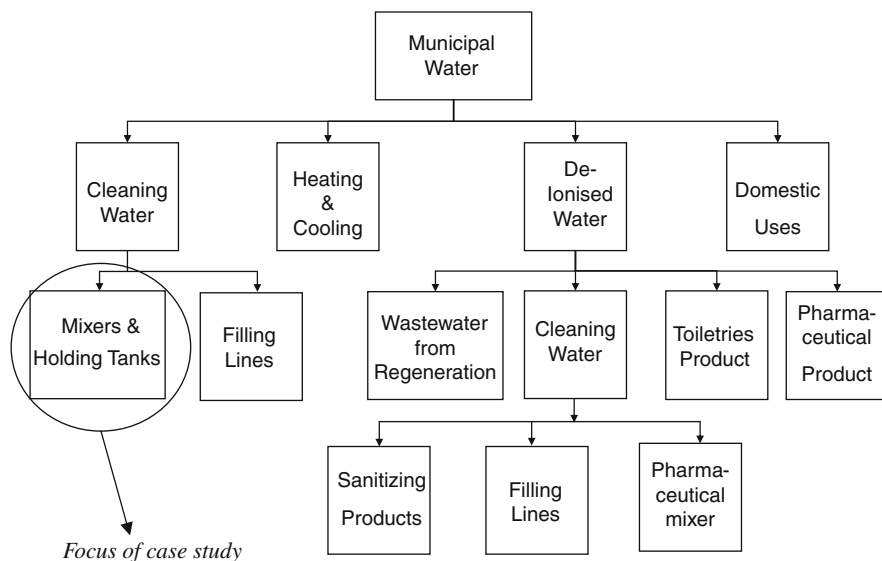 Municipal
Water
Cleaning
Water
Heating
&
Cooling
De-
Ionised
Water
Domestic
Uses
Mixers &
Holding Tanks
Filling
Lines
Wastewater
from
Regeneration
Cleaning
Water
Toiletries
Product
Pharma-
ceutical
Product
Sanitizing
Products
Filling
Lines
Pharma-
ceutical
mixer
Focus of case study